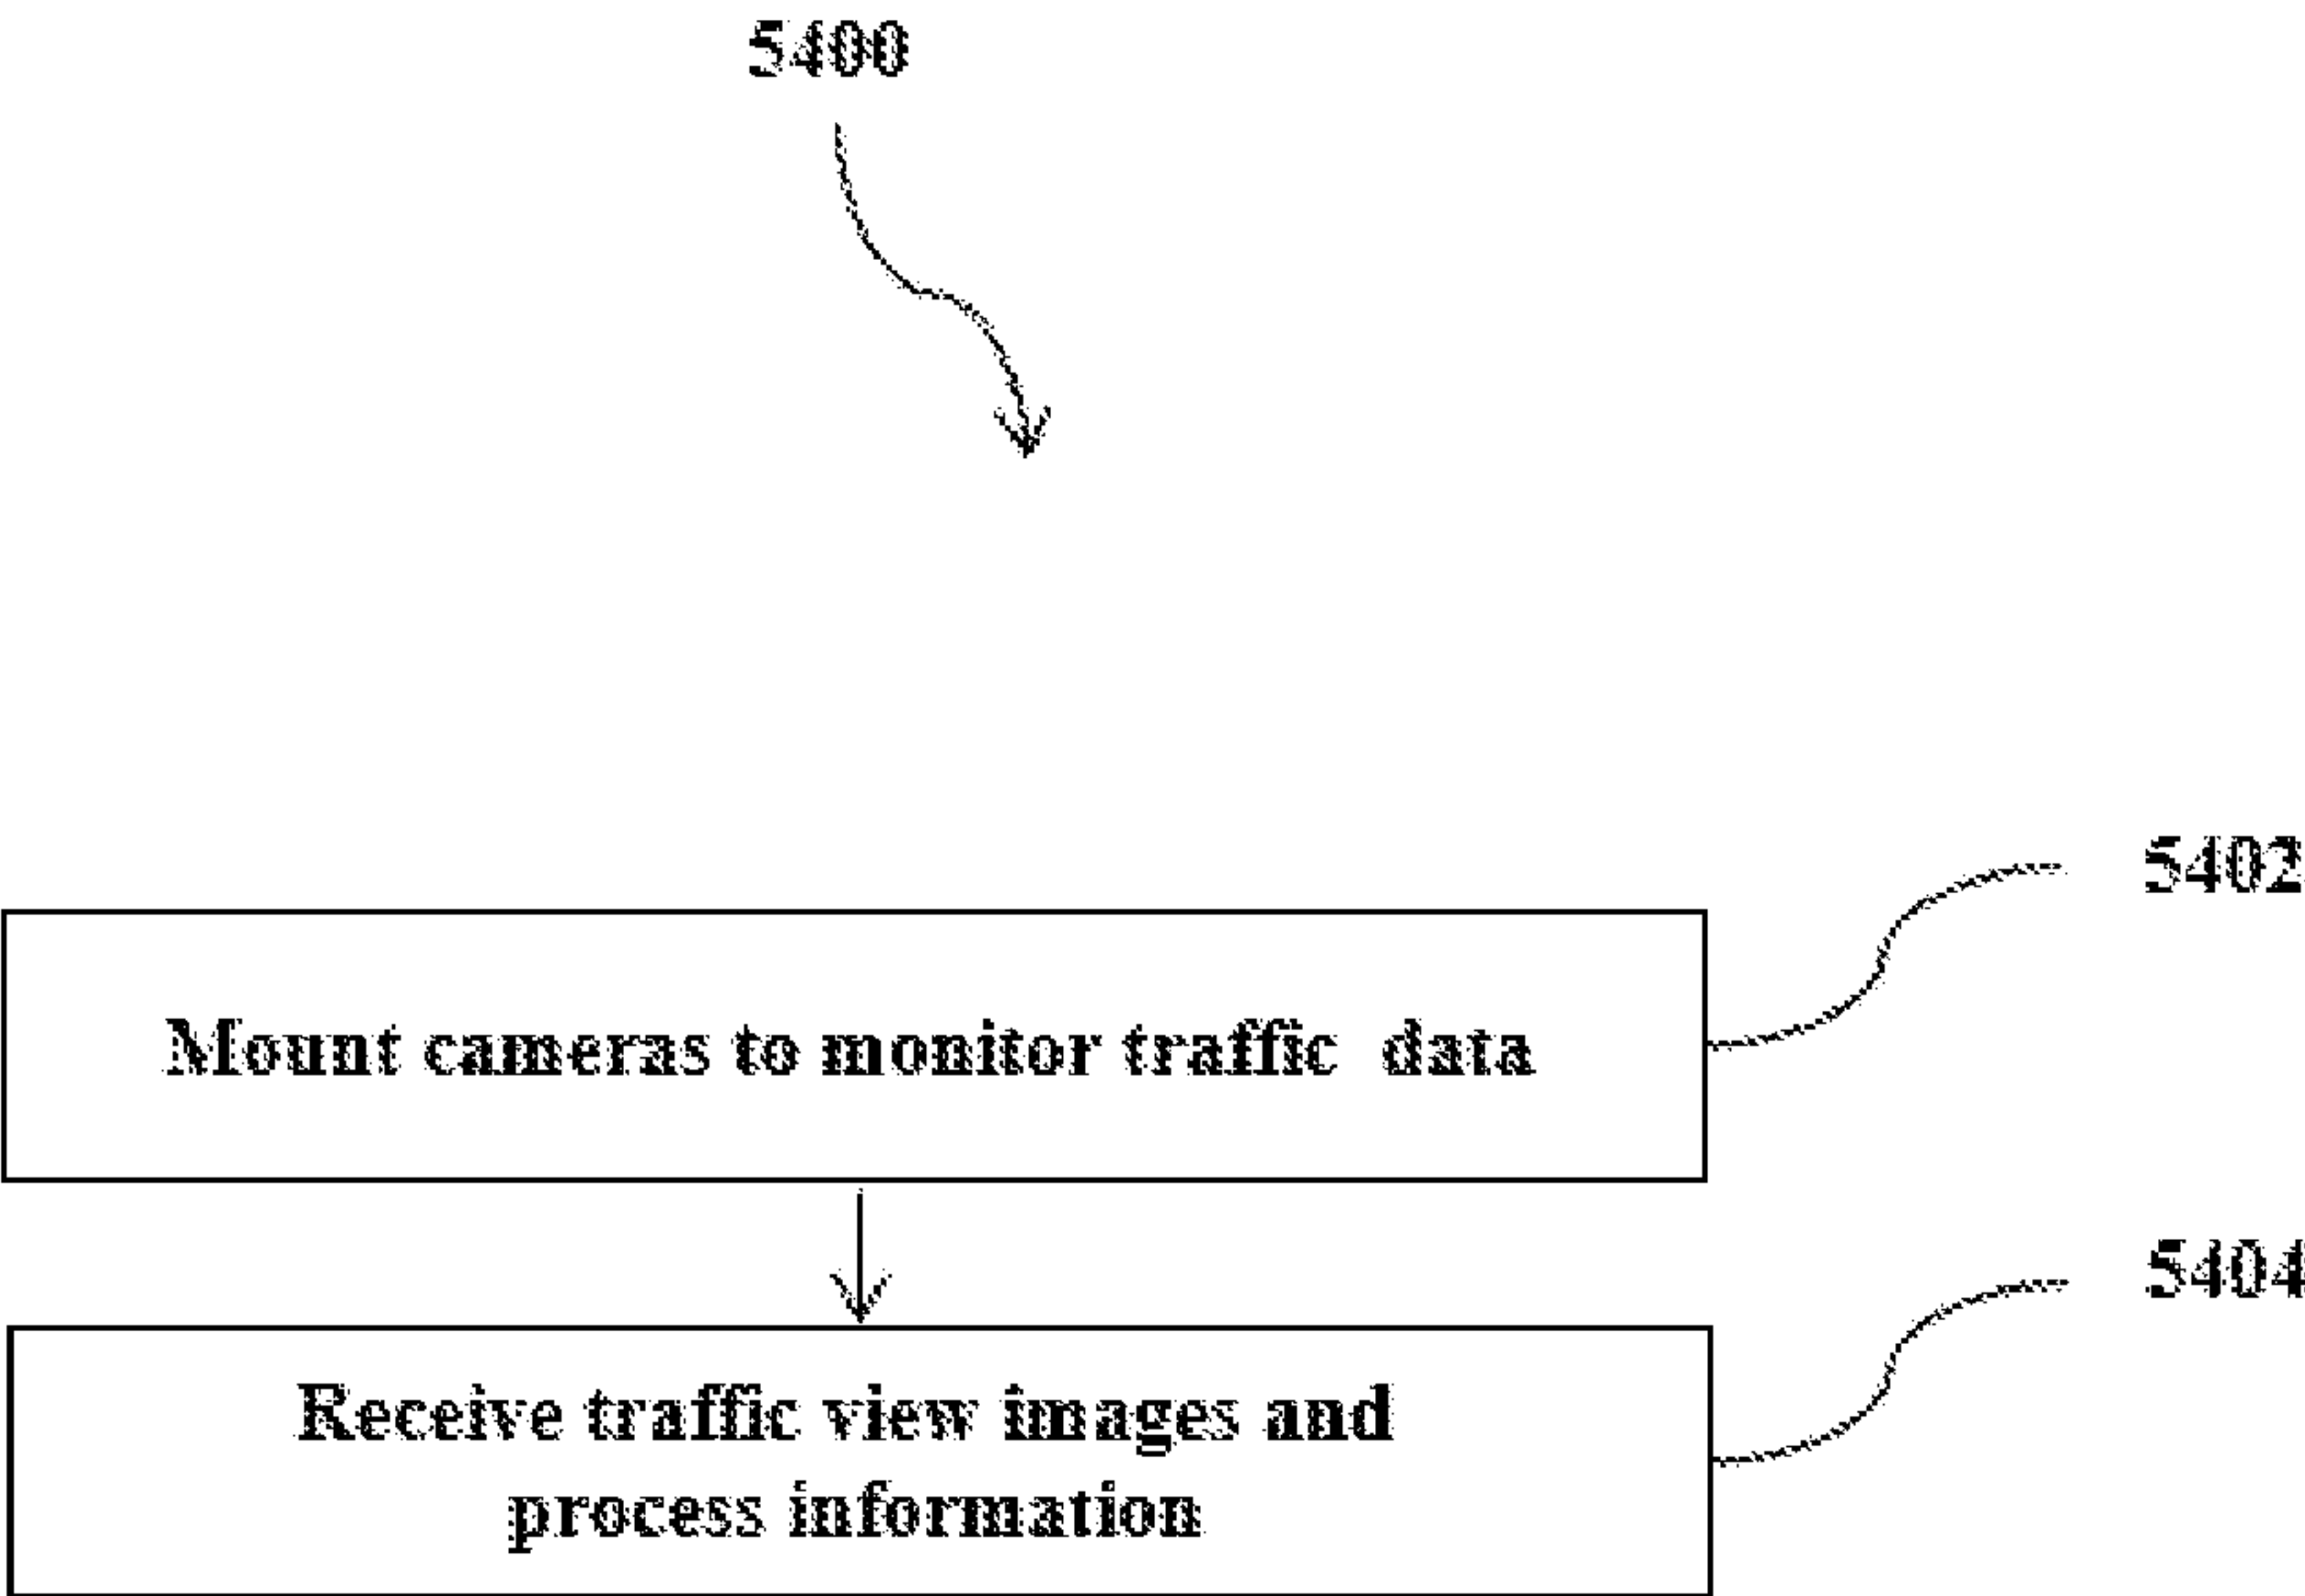 5400
5402
Mount cameras to monitor traffic data
5404
Receive traffic view images and
process information